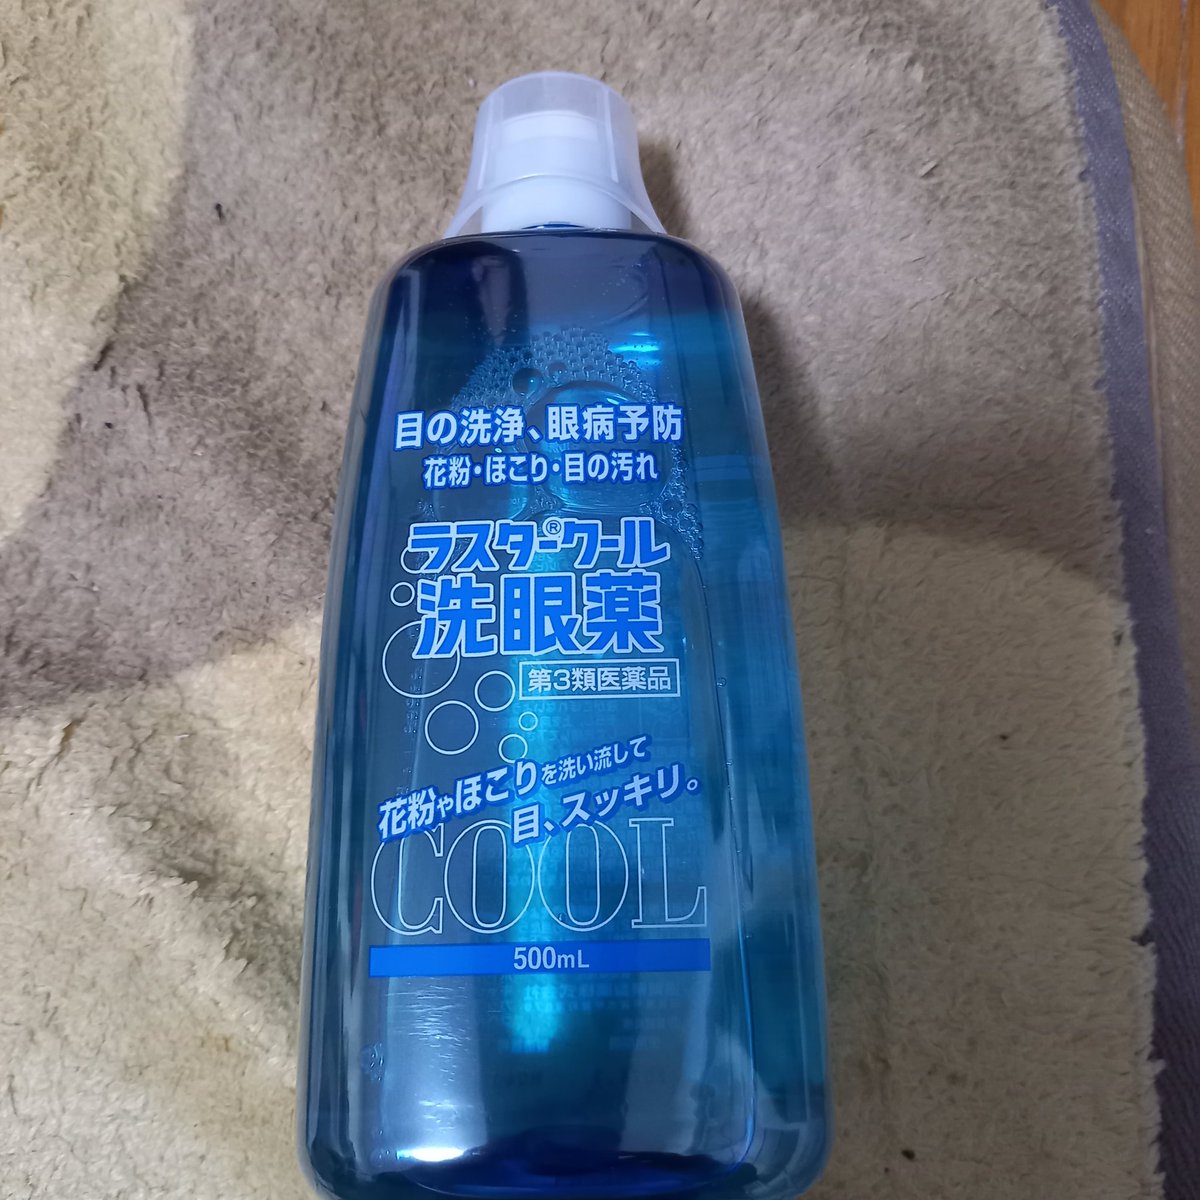 目の洗浄、眼病予防
花粉・ほこり・目の汚れ
ラスター®クール
洗眼薬
第3類医薬品
花粉やほこりを洗い流して
目、スッキリ。
COOL
500mL